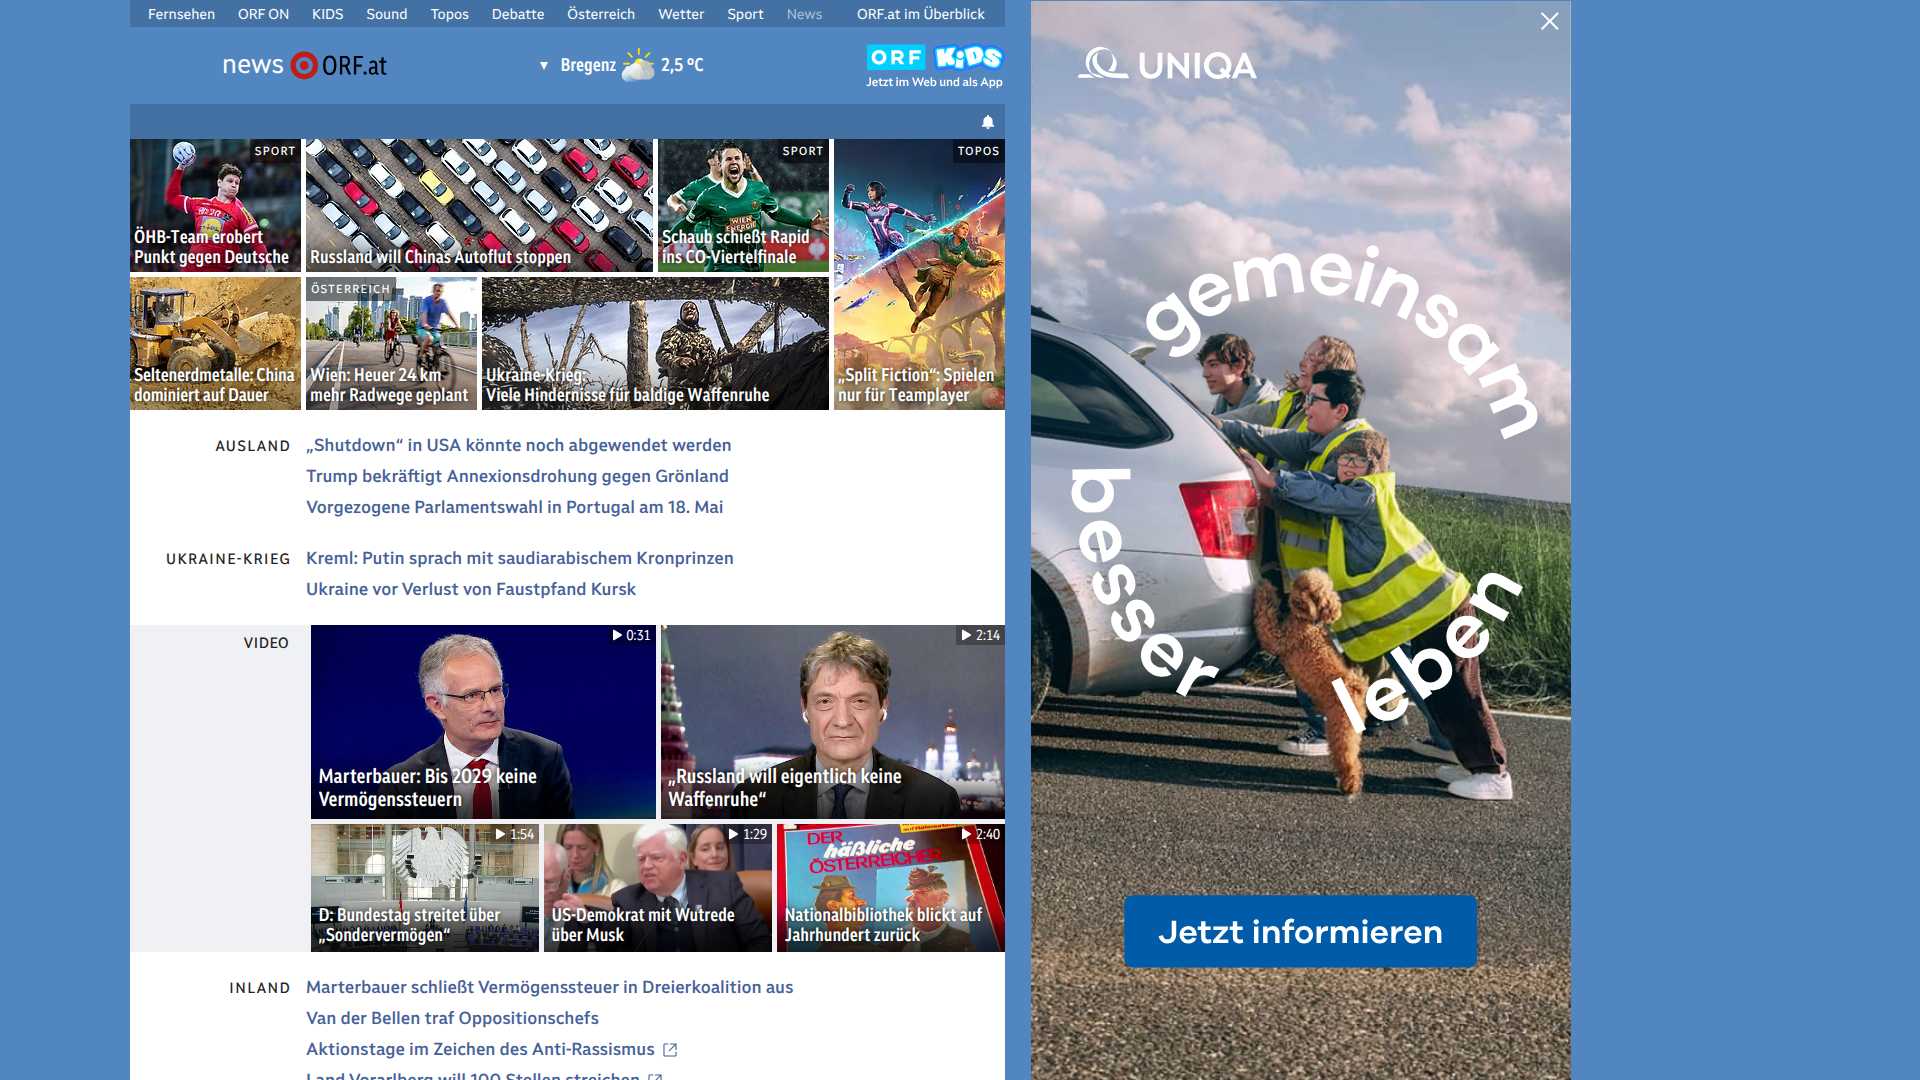 Fernsehen ORF ON KIDS Sound Topos Debatte Österreich Wetter Sport News ORF.at im Überblick
news ORF.at
▼ Bregenz 2,5 °C
ORF KiDS
Jetzt im Web und als App
SPORT
ÖHB-Team erobert
Punkt gegen Deutsche
Russland will Chinas Autoflut stoppen
SPORT
WIEN ENERGIE
Schaub schießt Rapid
ins CO-Viertelfinale
TOPOS
„Split Fiction“: Spielen
nur für Teamplayer
Seltenerdmetalle: China
dominiert auf Dauer
ÖSTERREICH
Wien: Heuer 24 km
mehr Radwege geplant
Ukraine-Krieg:
Viele Hindernisse für baldige Waffenruhe
AUSLAND
„Shutdown“ in USA könnte noch abgewendet werden
Trump bekräftigt Annexionsdrohung gegen Grönland
Vorgezogene Parlamentswahl in Portugal am 18. Mai
UKRAINE-KRIEG
Kreml: Putin sprach mit saudiarabischem Kronprinzen
Ukraine vor Verlust von Faustpfand Kursk
VIDEO
0:31
Marterbauer: Bis 2029 keine
Vermögenssteuern
2:14
„Russland will eigentlich keine
Waffenruhe“
1:54
D: Bundestag streitet über
„Sondervermögen“
1:29
US-Demokrat mit Wutrede
über Musk
2:40
DER
häßliche
ÖSTERREICHER
Nationalbibliothek blickt auf
Jahrhundert zurück
INLAND
Marterbauer schließt Vermögenssteuer in Dreierkoalition aus
Van der Bellen traf Oppositionschefs
Aktionstage im Zeichen des Anti-Rassismus
Land Vorarlberg will 100 Stellen streichen
UNIQA
gemeinsam
besser
leben
Jetzt informieren